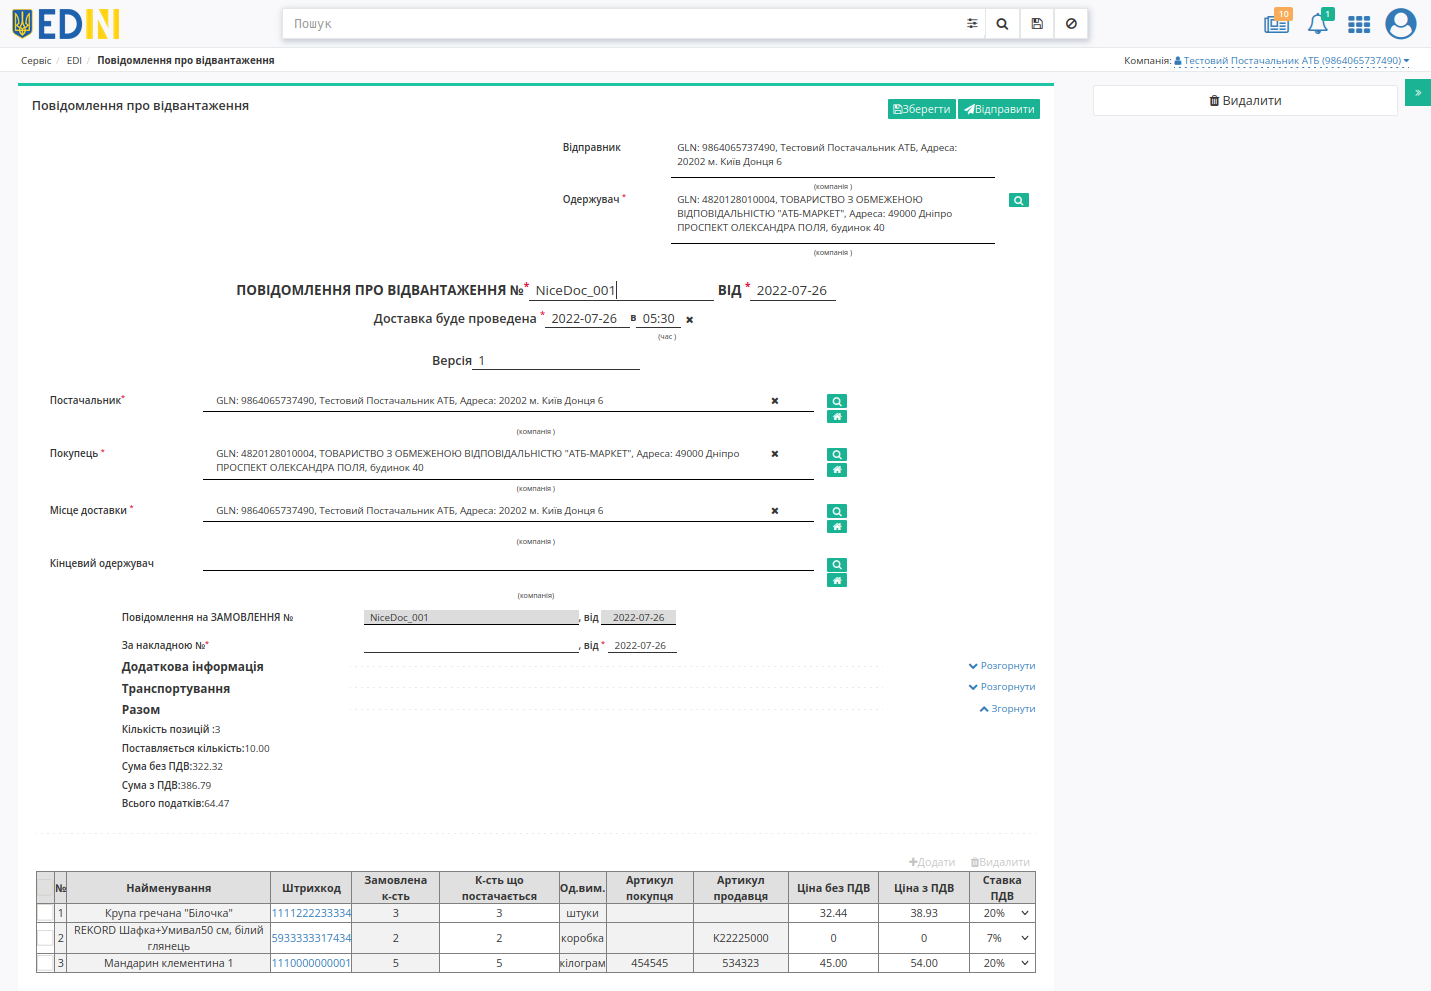 EDIN
Пошук
10
1
Сервіс / EDI / Повідомлення про відвантаження
Компанія: Тестовий Постачальник АТБ (9864065737490)
»
Видалити
Повідомлення про відвантаження
Зберегти Відправити
Відправник
GLN: 9864065737490, Тестовий Постачальник АТБ, Адреса:
20202 м. Київ Донця 6
(компанія )
Одержувач *
GLN: 4820128010004, ТОВАРИСТВО З ОБМЕЖЕНОЮ
ВІДПОВІДАЛЬНІСТЮ "АТБ-МАРКЕТ", Адреса: 49000 Дніпро
ПРОСПЕКТ ОЛЕКСАНДРА ПОЛЯ, будинок 40
(компанія )
ПОВІДОМЛЕННЯ ПРО ВІДВАНТАЖЕННЯ №* NiceDoc_001 ВІД * 2022-07-26
Доставка буде проведена * 2022-07-26 в 05:30 ✖
(час )
Версія 1
Постачальник* GLN: 9864065737490, Тестовий Постачальник АТБ, Адреса: 20202 м. Київ Донця 6 ✖
(компанія )
Покупець * GLN: 4820128010004, ТОВАРИСТВО З ОБМЕЖЕНОЮ ВІДПОВІДАЛЬНІСТЮ "АТБ-МАРКЕТ", Адреса: 49000 Дніпро ✖
ПРОСПЕКТ ОЛЕКСАНДРА ПОЛЯ, будинок 40
(компанія )
Місце доставки * GLN: 9864065737490, Тестовий Постачальник АТБ, Адреса: 20202 м. Київ Донця 6 ✖
(компанія )
Кінцевий одержувач
(компанія)
Повідомлення на ЗАМОВЛЕННЯ № NiceDoc_001 , від 2022-07-26
За накладною №* , від * 2022-07-26
Додаткова інформація Розгорнути
Транспортування Розгорнути
Разом Згорнути
Кількість позицій :3
Поставляється кількість:10.00
Сума без ПДВ:322.32
Сума з ПДВ:386.79
Всього податків:64.47
Додати Видалити
№ Найменування Штрихкод Замовлена к-сть К-сть що постачається Од.вим. Артикул покупця Артикул продавця Ціна без ПДВ Ціна з ПДВ Ставка ПДВ
1 Крупа гречана "Білочка" 1111222233334 3 3 штуки 32.44 38.93 20%
2 REKORD Шафка+Умивал50 см, білий глянець 5933333317434 2 2 коробка K22225000 0 0 7%
3 Мандарин клементина 1 1110000000001 5 5 кілограм 454545 534323 45.00 54.00 20%